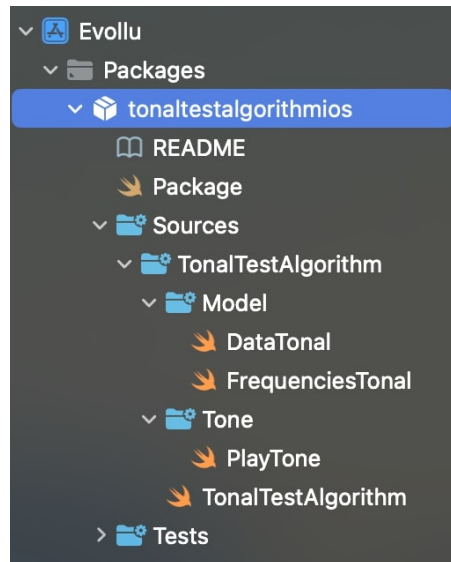 Evollu
Packages
tonaltestalgorithmios
README
Package
Sources
TonalTestAlgorithm
Model
DataTonal
FrequenciesTonal
Tone
PlayTone
TonalTestAlgorithm
Tests